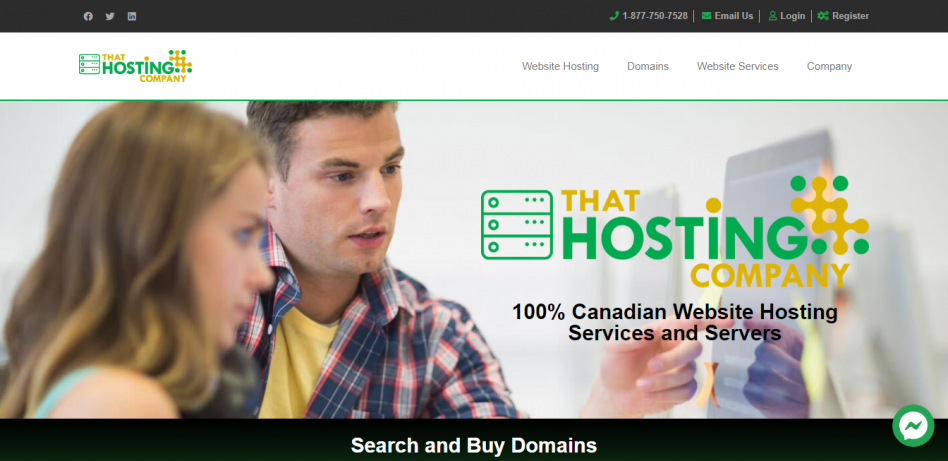 1-877-750-7528 Email Us Login Register
THAT
HOSTING
COMPANY
Website Hosting Domains Website Services Company
THAT
HOSTING
COMPANY
100% Canadian Website Hosting
Services and Servers
Search and Buy Domains